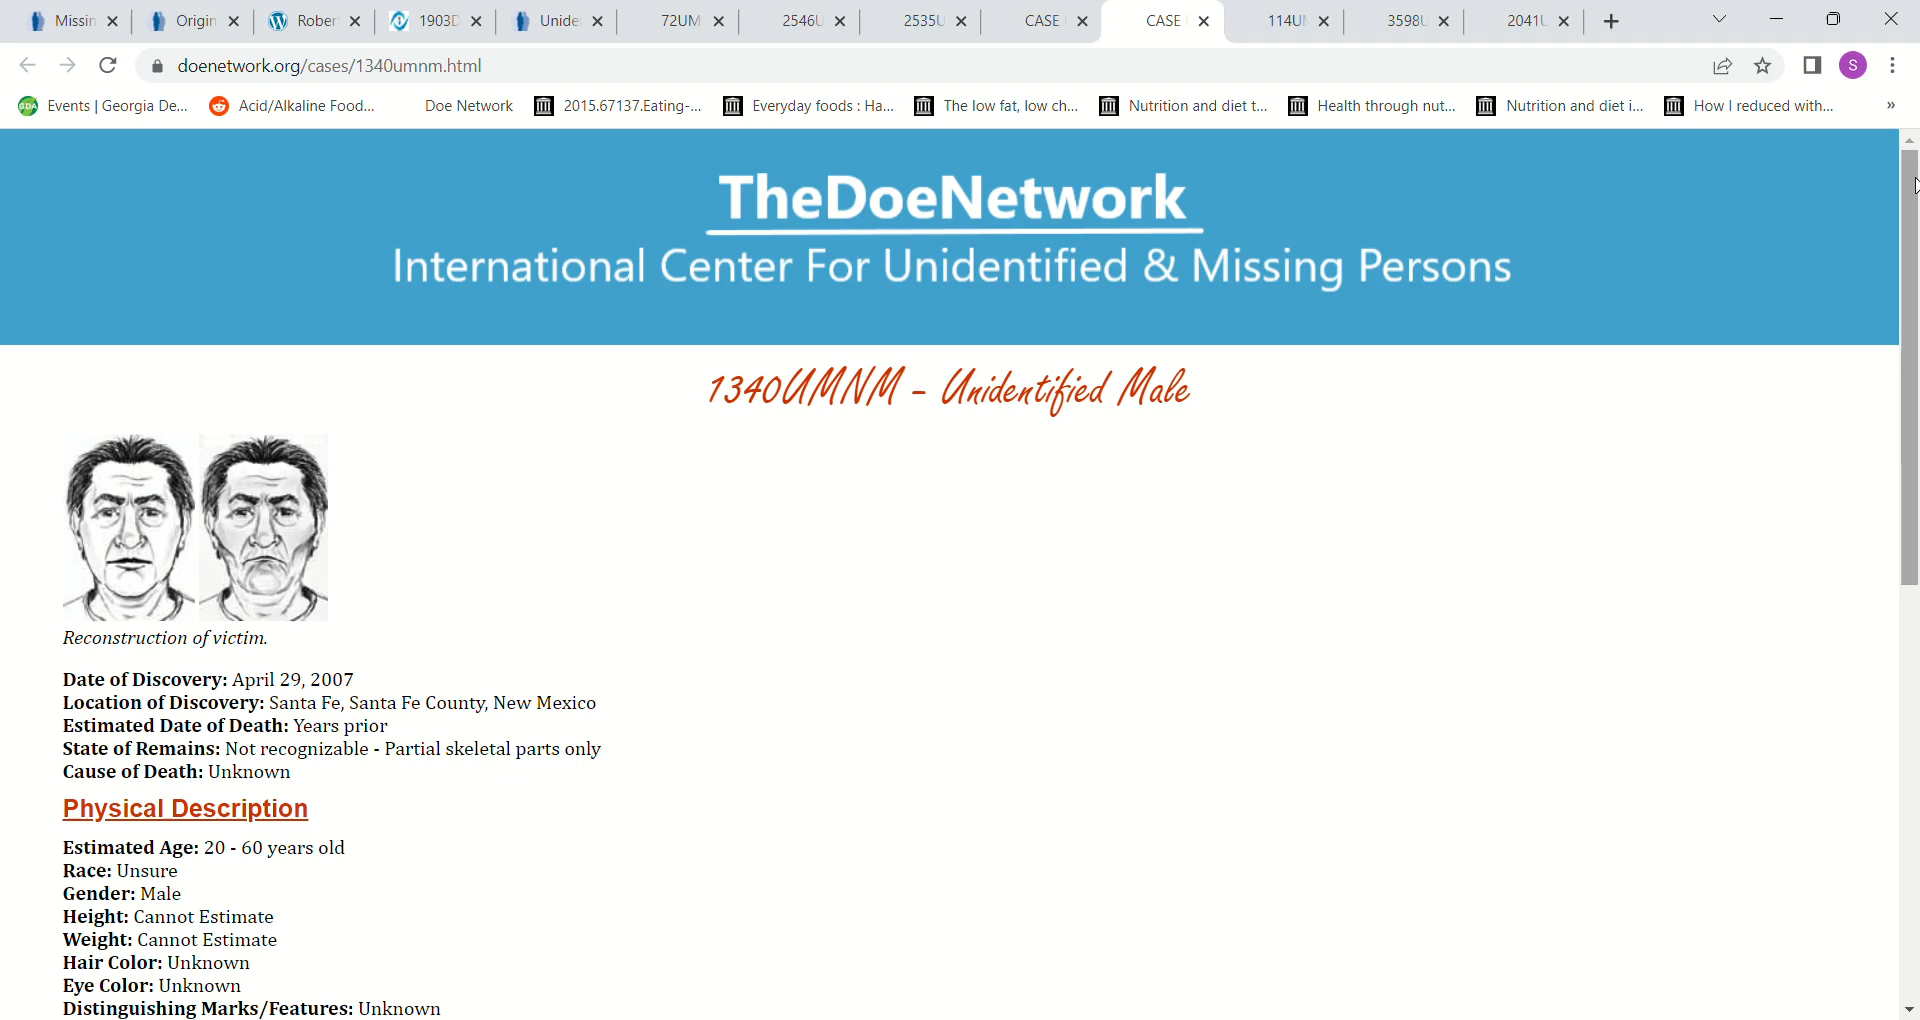 Missin
Origin
Rober
1903D
Unide
72UM
2546U
2535U
CASE
CASE
114U
3598U
2041U
doenetwork.org/cases/1340umnm.html
S
GDA
Events | Georgia De...
Acid/Alkaline Food...
Doe Network
2015.67137.Eating-...
Everyday foods : Ha...
The low fat, low ch...
Nutrition and diet t...
Health through nut...
Nutrition and diet i...
How I reduced with...
»
TheDoeNetwork
International Center For Unidentified & Missing Persons
1340UMNM - Unidentified Male
Reconstruction of victim.
Date of Discovery: April 29, 2007
Location of Discovery: Santa Fe, Santa Fe County, New Mexico
Estimated Date of Death: Years prior
State of Remains: Not recognizable - Partial skeletal parts only
Cause of Death: Unknown
Physical Description
Estimated Age: 20 - 60 years old
Race: Unsure
Gender: Male
Height: Cannot Estimate
Weight: Cannot Estimate
Hair Color: Unknown
Eye Color: Unknown
Distinguishing Marks/Features: Unknown